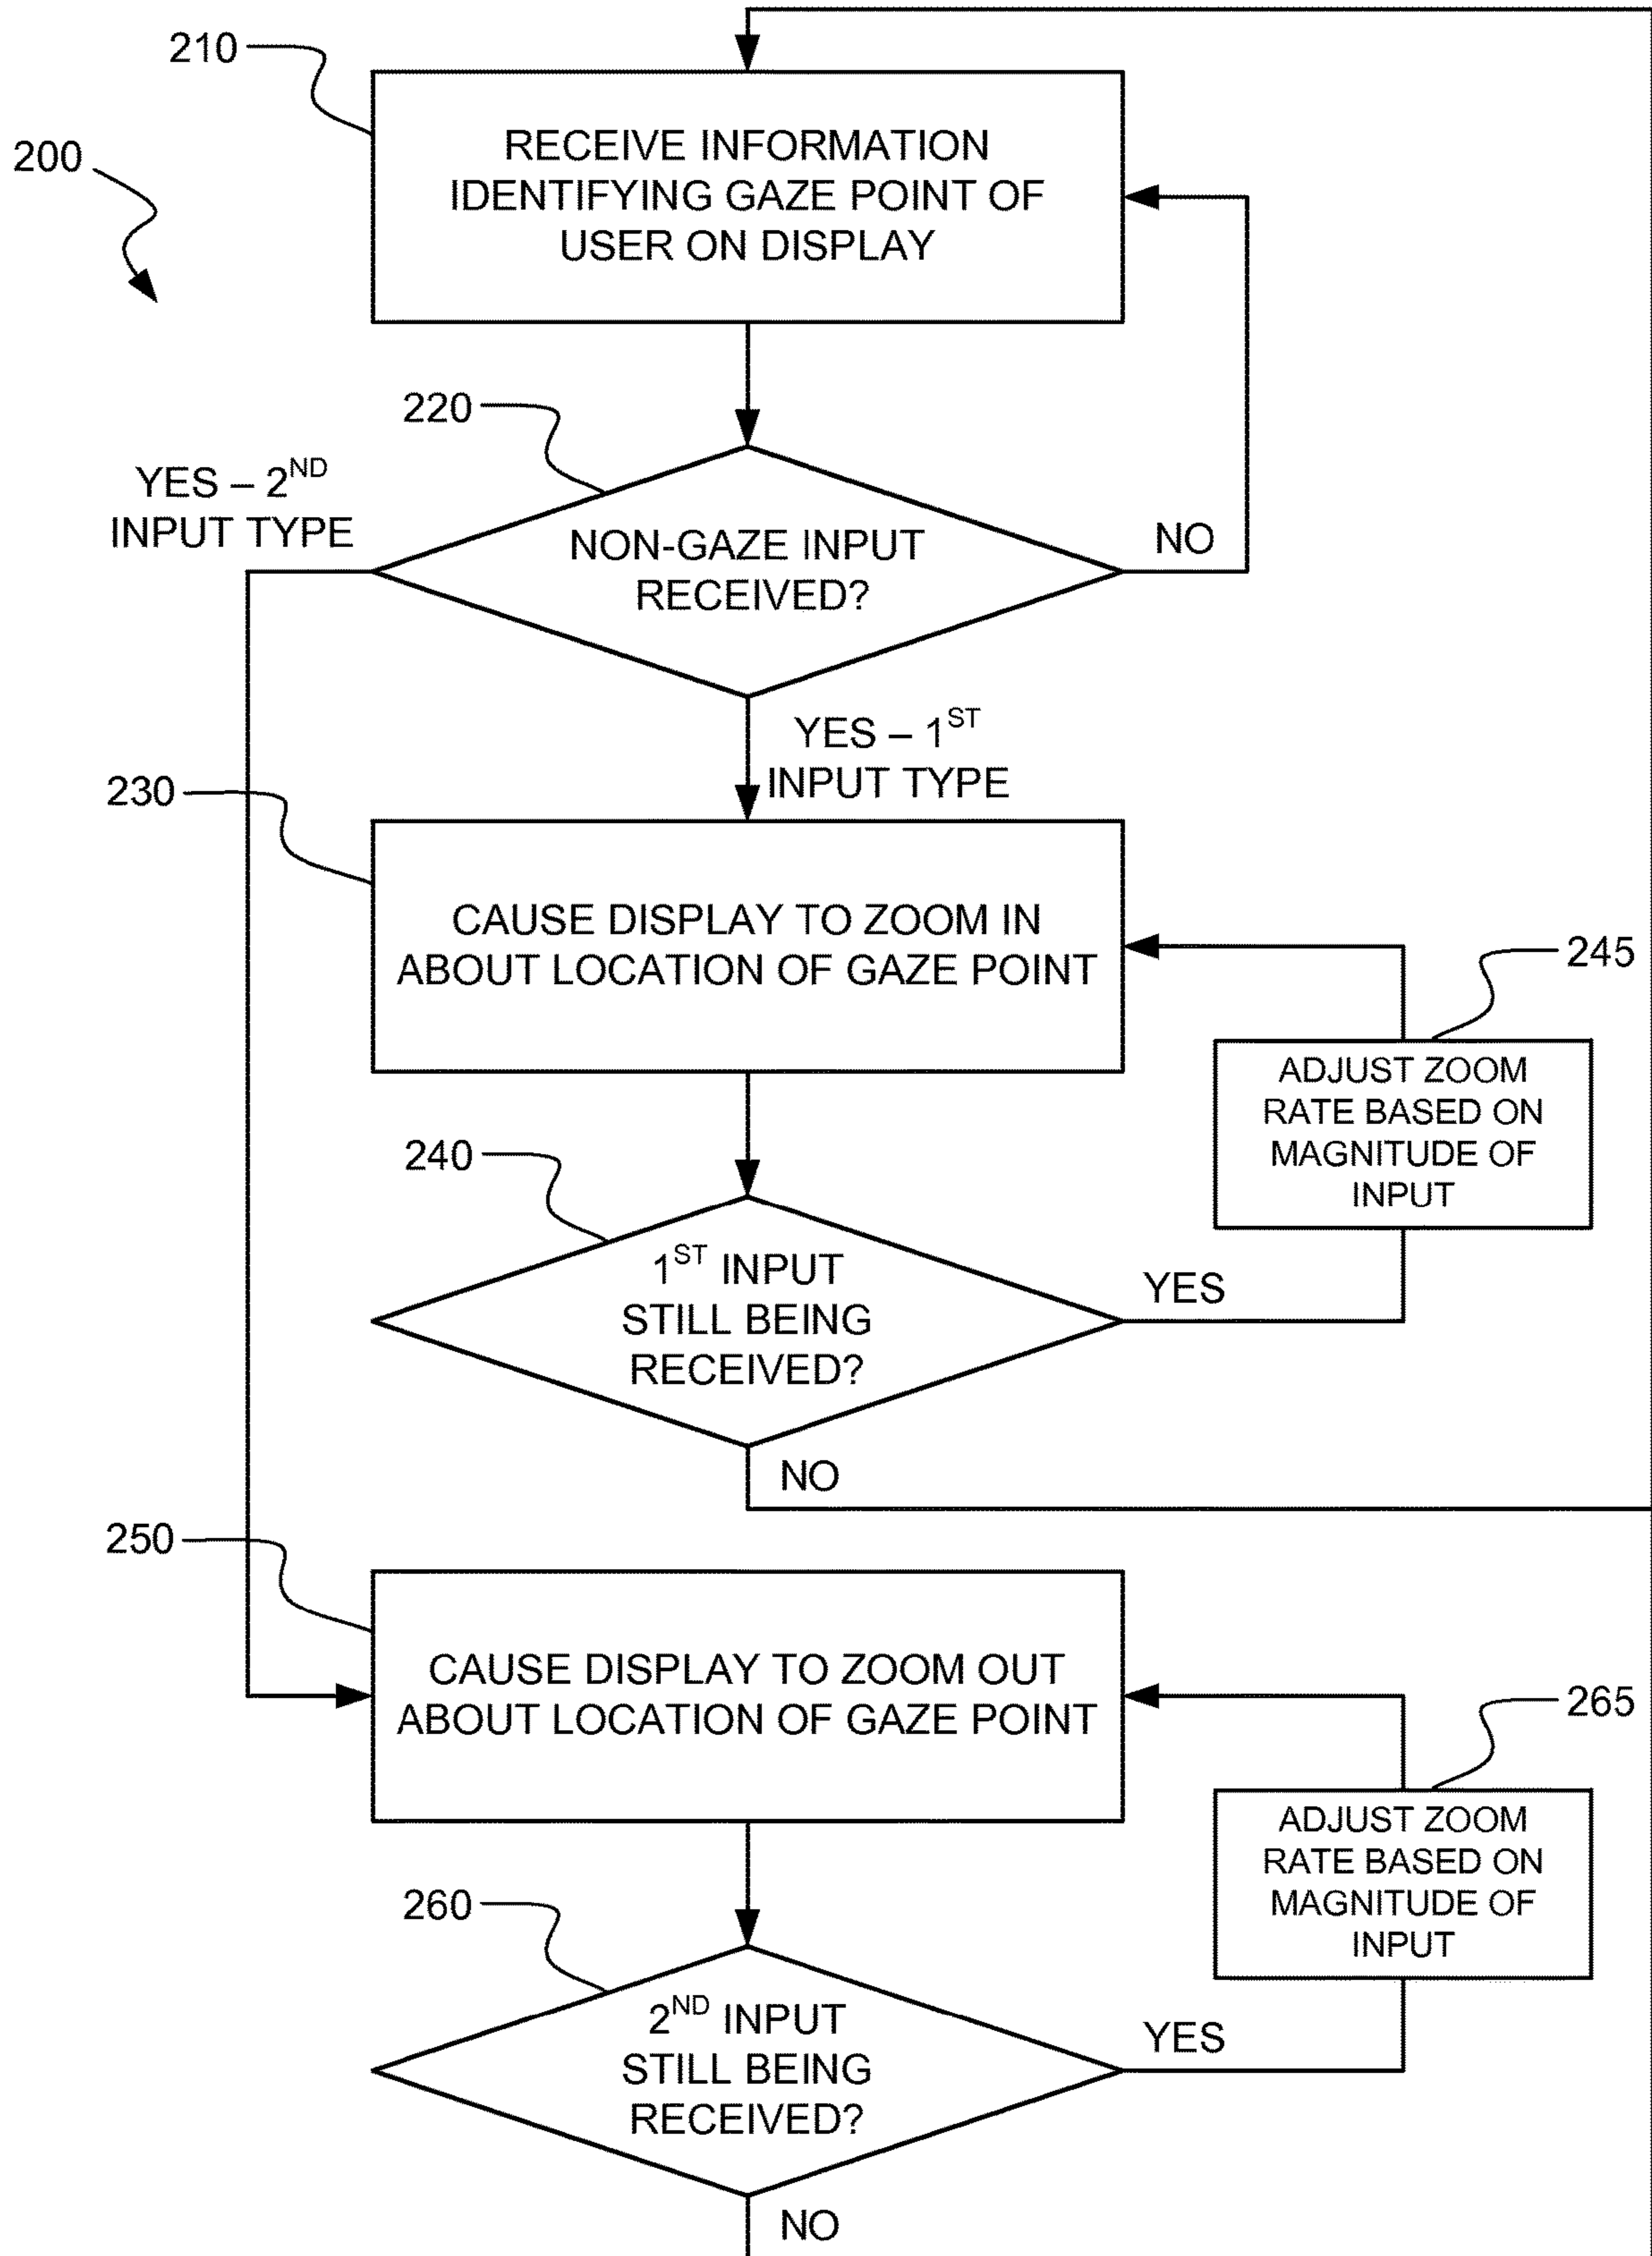 210
200
RECEIVE INFORMATION
IDENTIFYING GAZE POINT OF
USER ON DISPLAY
220
YES – 2ND
INPUT TYPE
NON-GAZE INPUT
RECEIVED?
NO
YES – 1ST
INPUT TYPE
230
CAUSE DISPLAY TO ZOOM IN
ABOUT LOCATION OF GAZE POINT
245
ADJUST ZOOM
RATE BASED ON
MAGNITUDE OF
INPUT
240
1ST INPUT
STILL BEING
RECEIVED?
YES
NO
250
CAUSE DISPLAY TO ZOOM OUT
ABOUT LOCATION OF GAZE POINT
265
ADJUST ZOOM
RATE BASED ON
MAGNITUDE OF
INPUT
260
2ND INPUT
STILL BEING
RECEIVED?
YES
NO